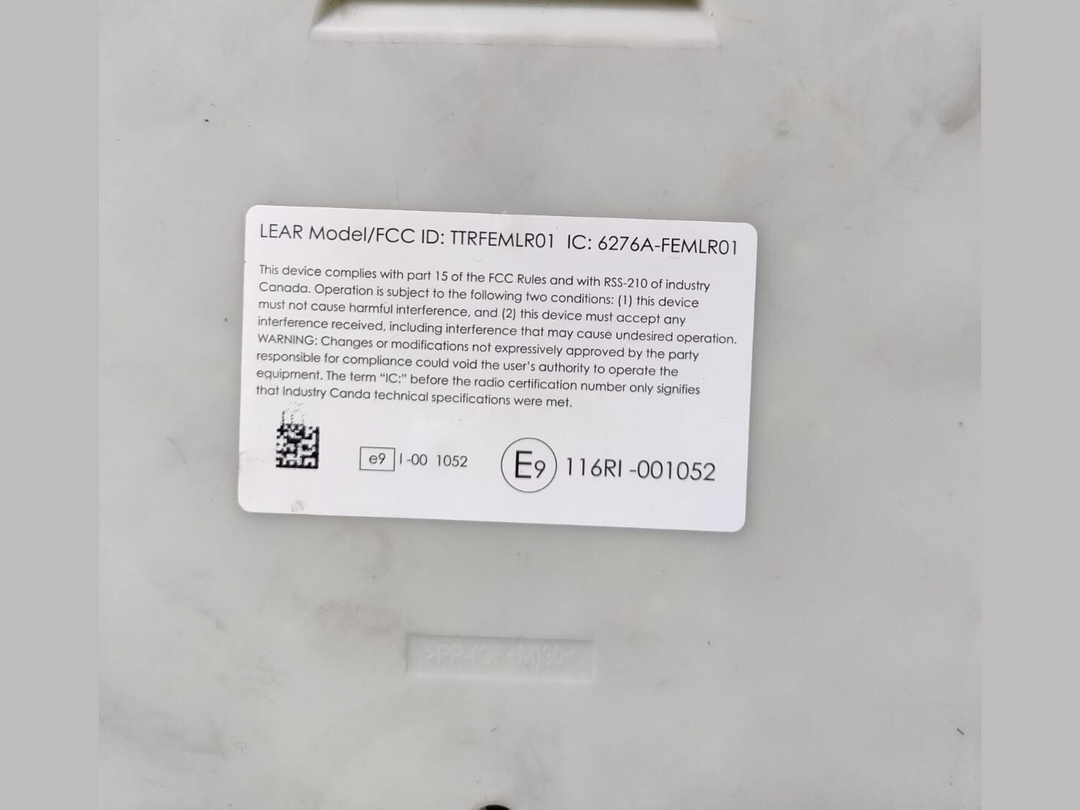 LEAR Model/FCC ID: TTRFEMLR01 IC: 6276A-FEMLR01
This device complies with part 15 of the FCC Rules and with RSS-210 of industry
Canada. Operation is subject to the following two conditions: (1) this device
must not cause harmful interference, and (2) this device must accept any
interference received, including interference that may cause undesired operation.
WARNING: Changes or modifications not expressively approved by the party
responsible for compliance could void the user's authority to operate the
equipment. The term "IC:" before the radio certification number only signifies
that Industry Canda technical specifications were met.
e9 I-00 1052 E9 116RI-001052